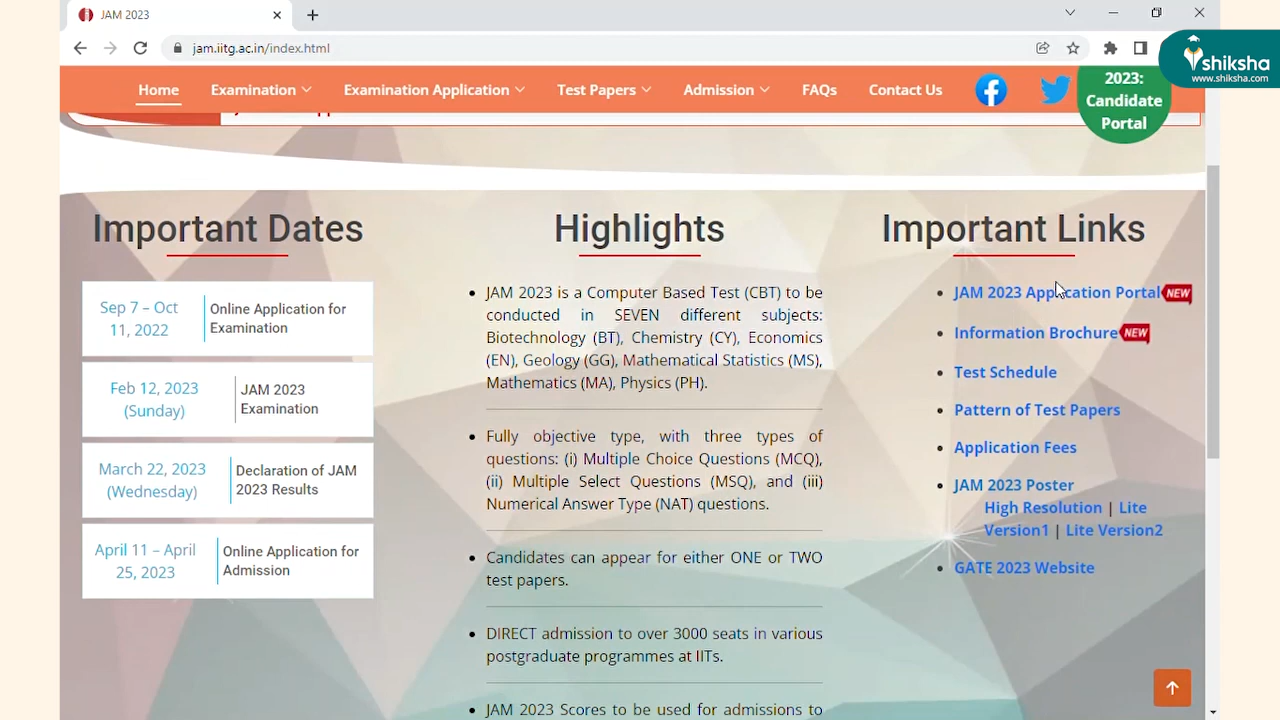 JAM 2023
jam.iitg.ac.in/index.html
shiksha
www.shiksha.com
Home
Examination
Examination Application
Test Papers
Admission
FAQs
Contact Us
2023:
Candidate
Portal
Important Dates
Sep 7 – Oct
11, 2022
Online Application for
Examination
Feb 12, 2023
(Sunday)
JAM 2023
Examination
March 22, 2023
(Wednesday)
Declaration of JAM
2023 Results
April 11 – April
25, 2023
Online Application for
Admission
Highlights
JAM 2023 is a Computer Based Test (CBT) to be
conducted in SEVEN different subjects:
Biotechnology (BT), Chemistry (CY), Economics
(EN), Geology (GG), Mathematical Statistics (MS),
Mathematics (MA), Physics (PH).
Fully objective type, with three types of
questions: (i) Multiple Choice Questions (MCQ),
(ii) Multiple Select Questions (MSQ), and (iii)
Numerical Answer Type (NAT) questions.
Candidates can appear for either ONE or TWO
test papers.
DIRECT admission to over 3000 seats in various
postgraduate programmes at IITs.
JAM 2023 Scores to be used for admissions to
Important Links
JAM 2023 Application Portal NEW
Information Brochure NEW
Test Schedule
Pattern of Test Papers
Application Fees
JAM 2023 Poster
High Resolution | Lite
Version1 | Lite Version2
GATE 2023 Website